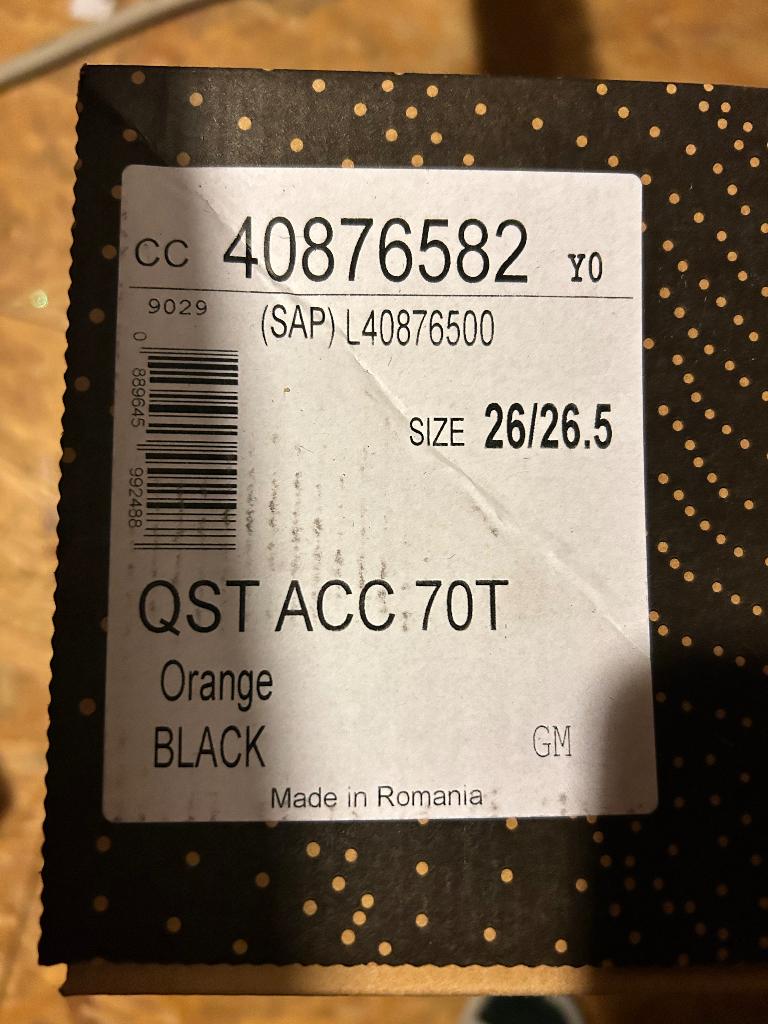 CC 40876582 Y0
9029
(SAP) L40876500
0 889645 992488
SIZE 26/26.5
QST ACC 70T
Orange
BLACK
GM
Made in Romania